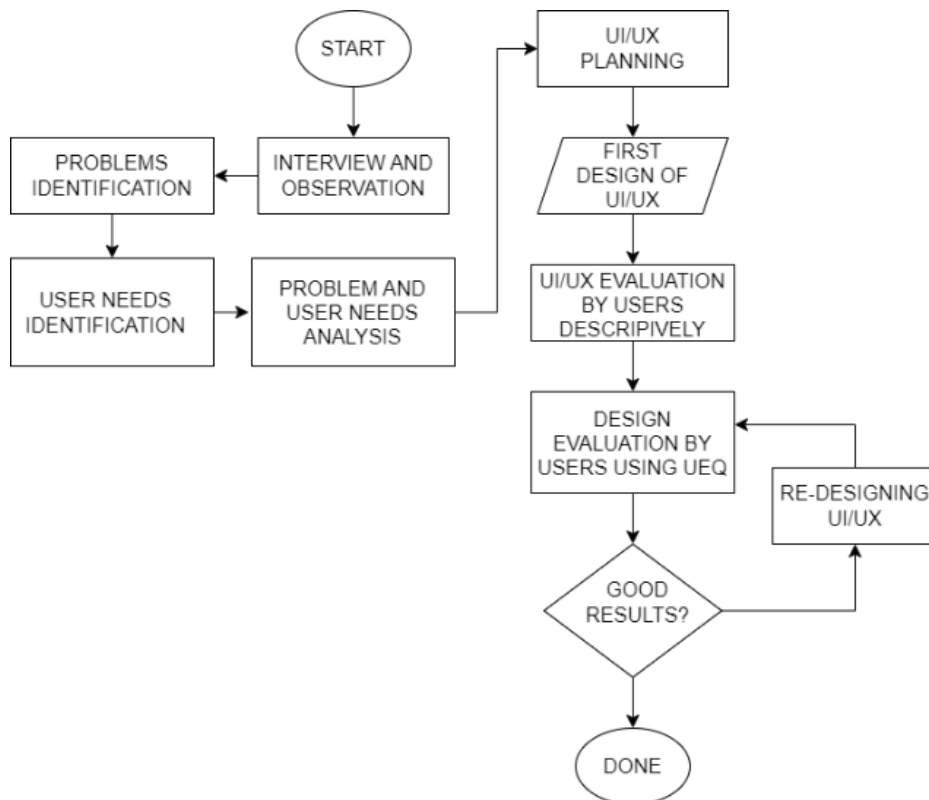 START
INTERVIEW AND
OBSERVATION
PROBLEMS
IDENTIFICATION
USER NEEDS
IDENTIFICATION
PROBLEM AND
USER NEEDS
ANALYSIS
UI/UX
PLANNING
FIRST
DESIGN OF
UI/UX
UI/UX EVALUATION
BY USERS
DESCRIPIVELY
DESIGN
EVALUATION BY
USERS USING UEQ
GOOD
RESULTS?
RE-DESIGNING
UI/UX
DONE